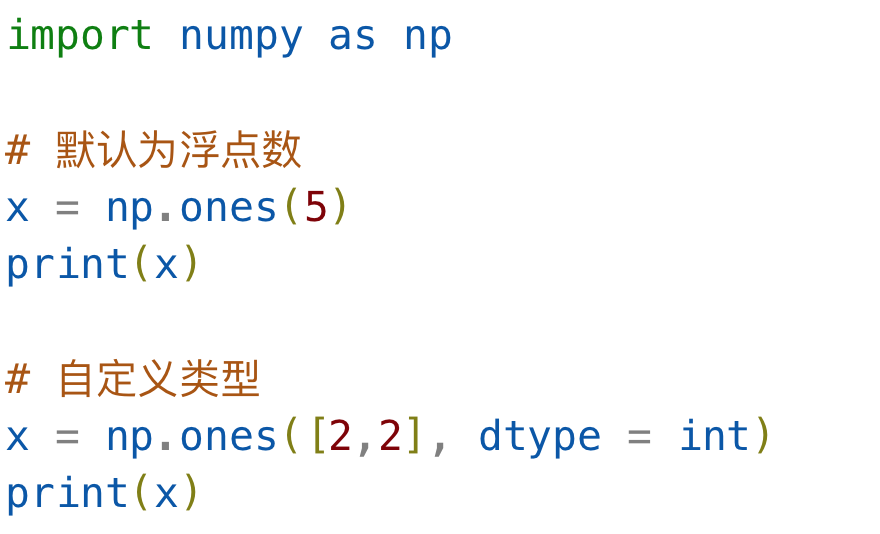 import numpy as np
# 默认为浮点数
x = np.ones(5)
print(x)
# 自定义类型
x = np.ones([2,2], dtype = int)
print(x)